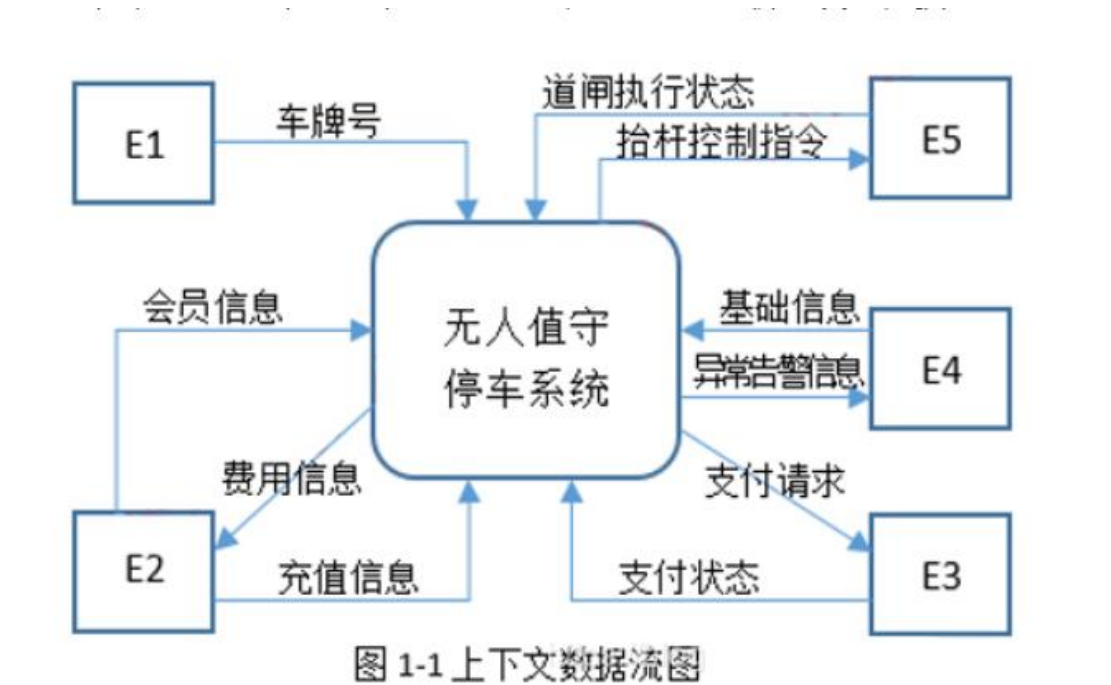 E1
车牌号
道闸执行状态
抬杆控制指令
E5
会员信息
无人值守
停车系统
基础信息
异常告警信息
E4
费用信息
支付请求
E2
充值信息
支付状态
E3
图 1-1 上下文数据流图